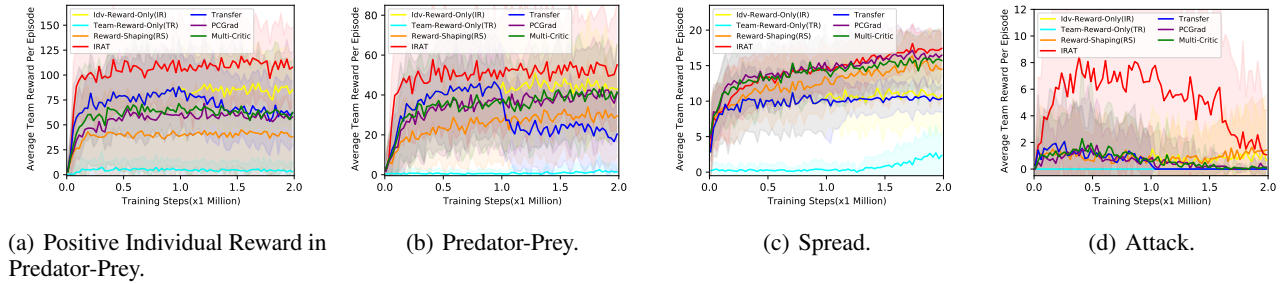 Average Team Reward Per Episode
150
125
100
75
50
25
0
Idv-Reward-Only(IR)
Team-Reward-Only(TR)
Reward-Shaping(RS)
IRAT
Transfer
PCGrad
Multi-Critic
0.0 0.5 1.0 1.5 2.0
Training Steps(x1 Million)
(a) Positive Individual Reward in
Predator-Prey.
Average Team Reward Per Episode
80
60
40
20
0
Idv-Reward-Only(IR)
Team-Reward-Only(TR)
Reward-Shaping(RS)
IRAT
Transfer
PCGrad
Multi-Critic
0.0 0.5 1.0 1.5 2.0
Training Steps(x1 Million)
(b) Predator-Prey.
Average Team Reward Per Episode
20
15
10
5
0
Idv-Reward-Only(IR)
Team-Reward-Only(TR)
Reward-Shaping(RS)
IRAT
Transfer
PCGrad
Multi-Critic
0.0 0.5 1.0 1.5 2.0
Training Steps(x1 Million)
(c) Spread.
Average Team Reward Per Episode
12
10
8
6
4
2
0
Idv-Reward-Only(IR)
Team-Reward-Only(TR)
Reward-Shaping(RS)
IRAT
Transfer
PCGrad
Multi-Critic
0.0 0.5 1.0 1.5 2.0
Training Steps(x1 Million)
(d) Attack.